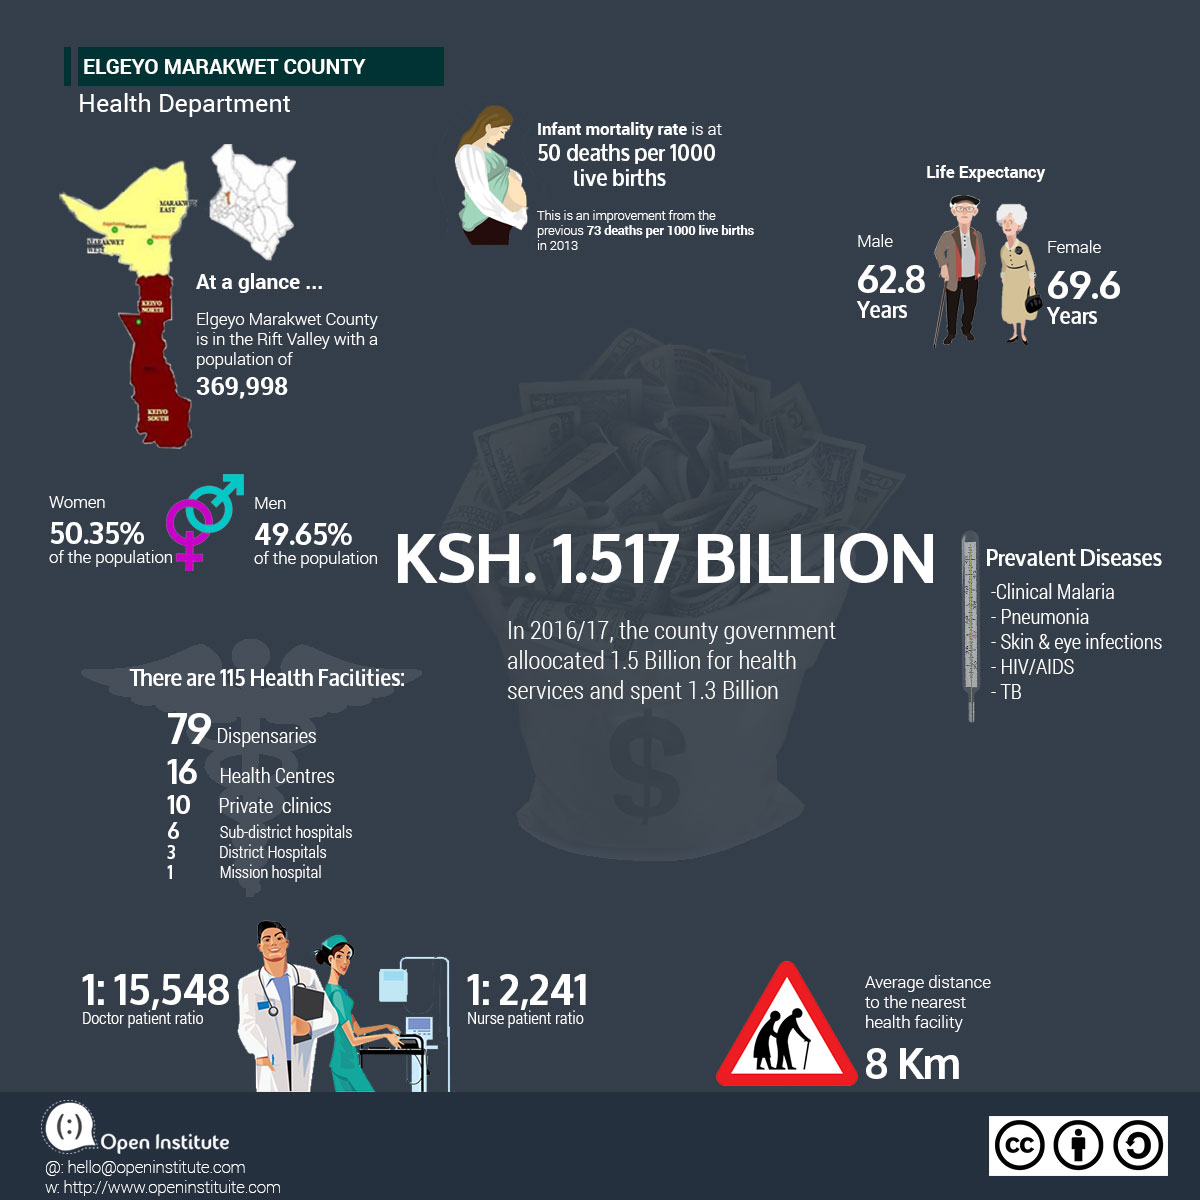 ELGEYO MARAKWET COUNTY
Health Department
Infant mortality rate is at
50 deaths per 1000
live births
This is an improvement from the
previous 73 deaths per 1000 live births
in 2013
Life Expectancy
Male
62.8
Years
Female
69.6
Years
MARAKWET
EAST
MARAKWET
KEIYO
NORTH
KEIYO
SOUTH
At a glance ...
Elgeyo Marakwet County
is in the Rift Valley with a
population of
369,998
Women
50.35%
of the population
Men
49.65%
of the population
KSH. 1.517 BILLION
In 2016/17, the county government
alloocated 1.5 Billion for health
services and spent 1.3 Billion
$
Prevalent Diseases
-Clinical Malaria
- Pneumonia
- Skin & eye infections
- HIV/AIDS
- TB
There are 115 Health Facilities:
79 Dispensaries
16 Health Centres
10 Private clinics
6 Sub-district hospitals
3 District Hospitals
1 Mission hospital
1: 15,548
Doctor patient ratio
1: 2,241
Nurse patient ratio
Average distance
to the nearest
health facility
8 Km
(:) Open Institute
@: hello@openinstitute.com
w: http://www.openinstituite.com
cc